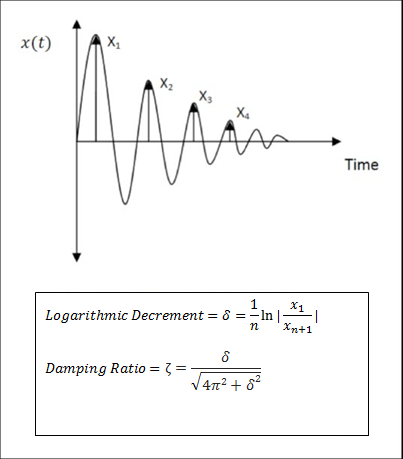 x(t)
X₁
X₂
X₃
X₄
Time
Logarithmic Decrement = δ = 1/n ln |x₁/xₙ₊₁|
Damping Ratio = ζ = δ/√(4π² + δ²)